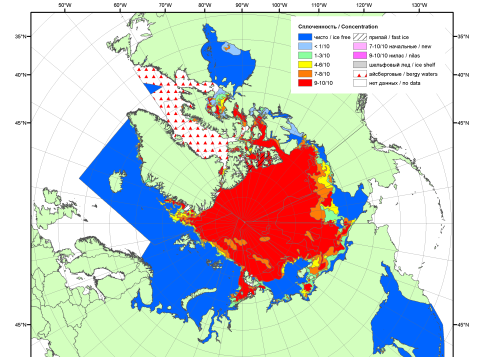 50°W
60°W
70°W
80°W
90°W
100°W
110°W
120°W
130°W
35°N
40°N
45°N
45°N
35°N
40°N
45°N
45°N
Сплоченность / Concentration
чисто / ice free
< 1/10
1-3/10
4-6/10
7-8/10
9-10/10
припай / fast ice
7-10/10 начальные / new
9-10/10 нилас / nilas
шельфовый лед / ice shelf
айсберговые / bergy waters
нет данных / no data